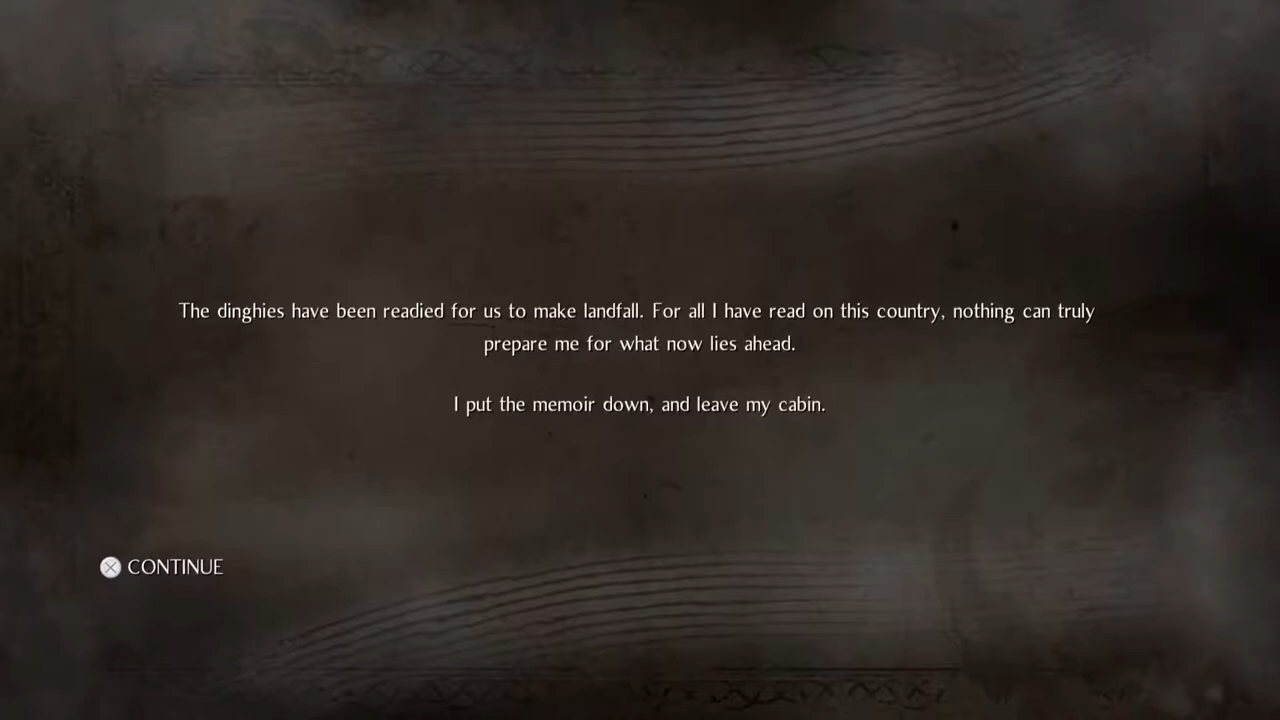 The dinghies have been readied for us to make landfall. For all I have read on this country, nothing can truly
prepare me for what now lies ahead.
I put the memoir down, and leave my cabin.
CONTINUE